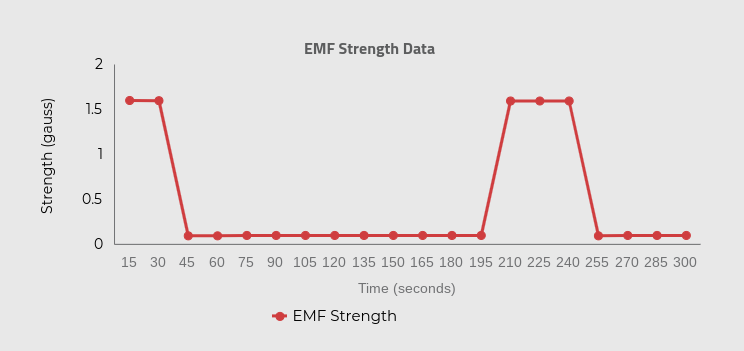 EMF Strength Data
2
1.5
1
0.5
0
Strength (gauss)
15 30 45 60 75 90 105 120 135 150 165 180 195 210 225 240 255 270 285 300
Time (seconds)
EMF Strength